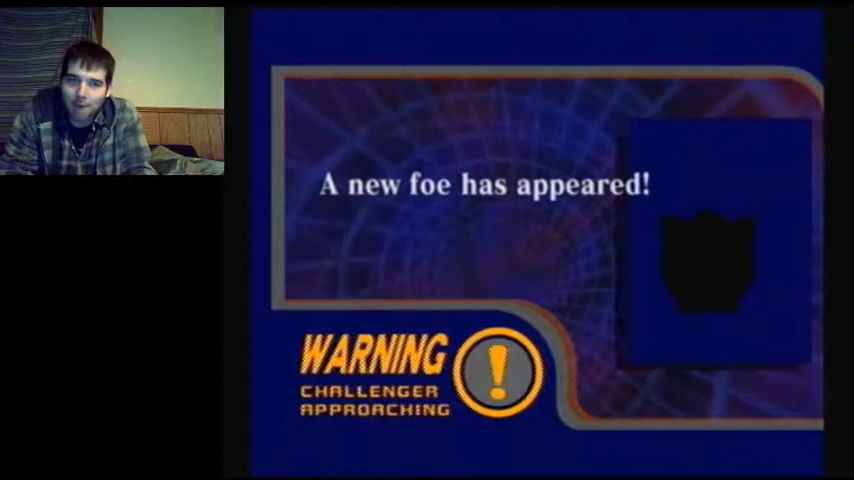 A new foe has appeared!
WARNING
CHALLENGER
APPROACHING